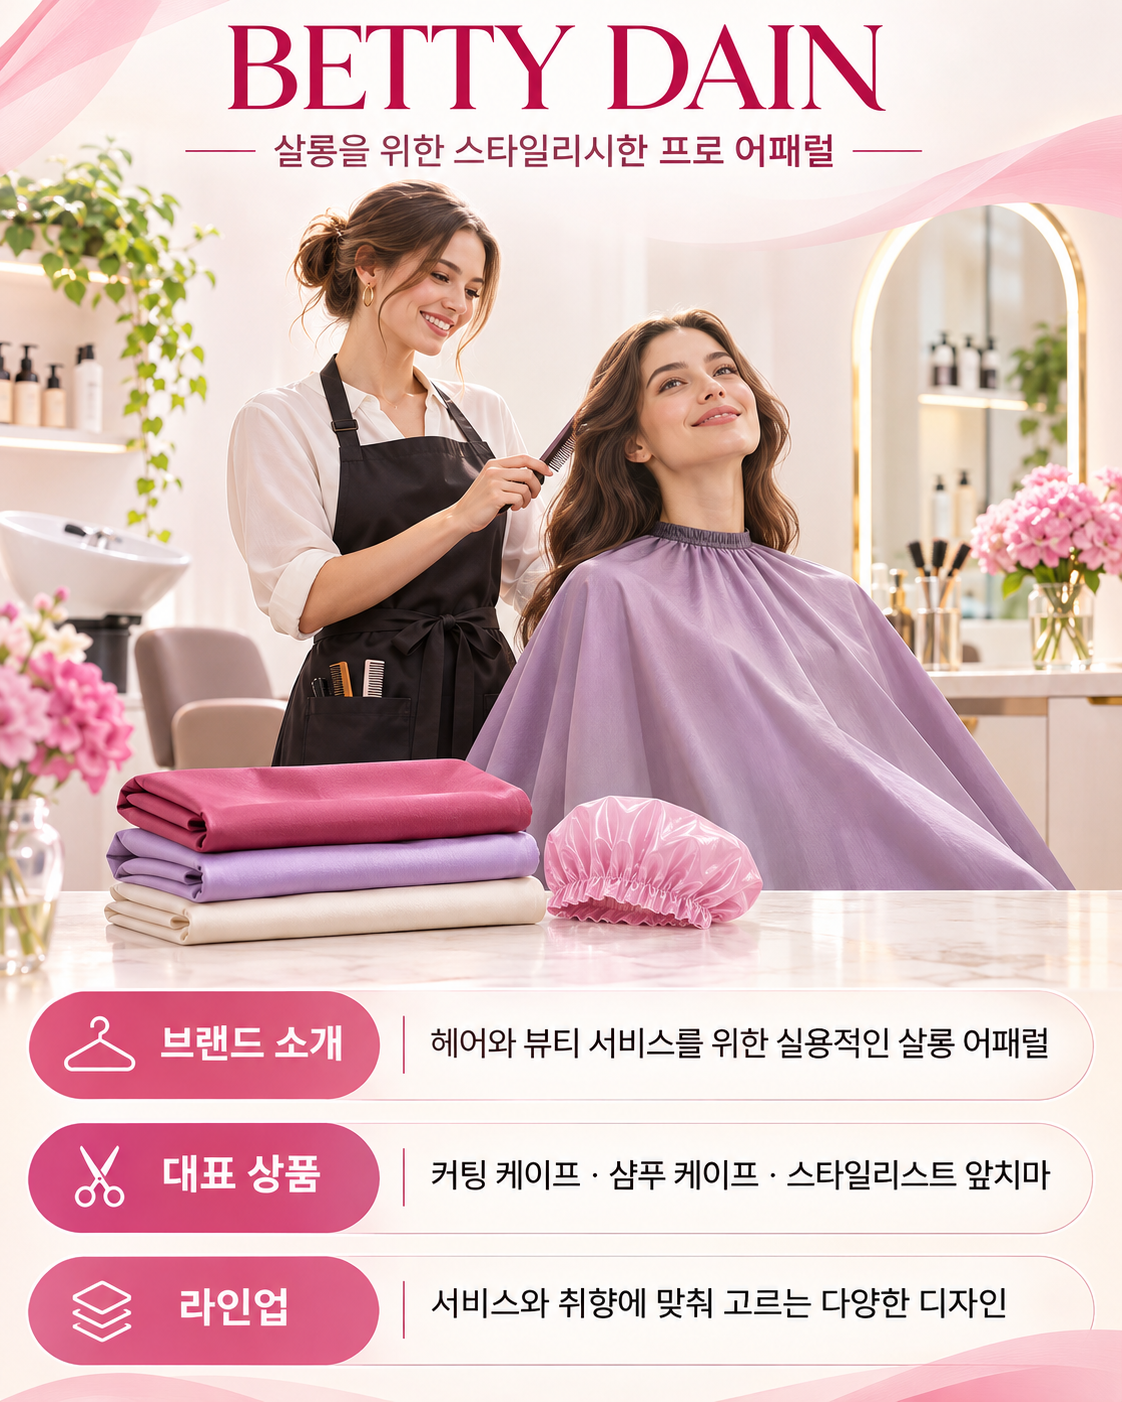 BETTY DAIN
살롱을 위한 스타일리시한 프로 어패럴
브랜드 소개
헤어와 뷰티 서비스를 위한 실용적인 살롱 어패럴
대표 상품
커팅 케이프 · 샴푸 케이프 · 스타일리스트 앞치마
라인업
서비스와 취향에 맞춰 고르는 다양한 디자인